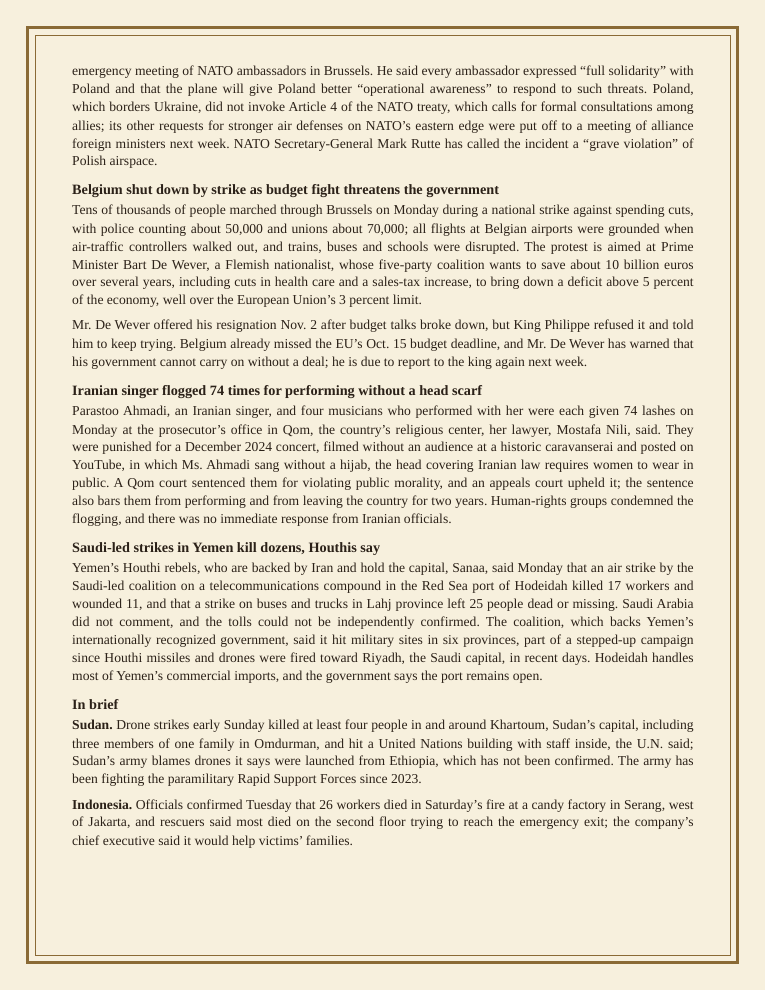 emergency meeting of NATO ambassadors in Brussels. He said every ambassador expressed “full solidarity” with
Poland and that the plane will give Poland better “operational awareness” to respond to such threats. Poland,
which borders Ukraine, did not invoke Article 4 of the NATO treaty, which calls for formal consultations among
allies; its other requests for stronger air defenses on NATO’s eastern edge were put off to a meeting of alliance
foreign ministers next week. NATO Secretary-General Mark Rutte has called the incident a “grave violation” of
Polish airspace.
Belgium shut down by strike as budget fight threatens the government
Tens of thousands of people marched through Brussels on Monday during a national strike against spending cuts,
with police counting about 50,000 and unions about 70,000; all flights at Belgian airports were grounded when
air-traffic controllers walked out, and trains, buses and schools were disrupted. The protest is aimed at Prime
Minister Bart De Wever, a Flemish nationalist, whose five-party coalition wants to save about 10 billion euros
over several years, including cuts in health care and a sales-tax increase, to bring down a deficit above 5 percent
of the economy, well over the European Union’s 3 percent limit.
Mr. De Wever offered his resignation Nov. 2 after budget talks broke down, but King Philippe refused it and told
him to keep trying. Belgium already missed the EU’s Oct. 15 budget deadline, and Mr. De Wever has warned that
his government cannot carry on without a deal; he is due to report to the king again next week.
Iranian singer flogged 74 times for performing without a head scarf
Parastoo Ahmadi, an Iranian singer, and four musicians who performed with her were each given 74 lashes on
Monday at the prosecutor’s office in Qom, the country’s religious center, her lawyer, Mostafa Nili, said. They
were punished for a December 2024 concert, filmed without an audience at a historic caravanserai and posted on
YouTube, in which Ms. Ahmadi sang without a hijab, the head covering Iranian law requires women to wear in
public. A Qom court sentenced them for violating public morality, and an appeals court upheld it; the sentence
also bars them from performing and from leaving the country for two years. Human-rights groups condemned the
flogging, and there was no immediate response from Iranian officials.
Saudi-led strikes in Yemen kill dozens, Houthis say
Yemen’s Houthi rebels, who are backed by Iran and hold the capital, Sanaa, said Monday that an air strike by the
Saudi-led coalition on a telecommunications compound in the Red Sea port of Hodeidah killed 17 workers and
wounded 11, and that a strike on buses and trucks in Lahj province left 25 people dead or missing. Saudi Arabia
did not comment, and the tolls could not be independently confirmed. The coalition, which backs Yemen’s
internationally recognized government, said it hit military sites in six provinces, part of a stepped-up campaign
since Houthi missiles and drones were fired toward Riyadh, the Saudi capital, in recent days. Hodeidah handles
most of Yemen’s commercial imports, and the government says the port remains open.
In brief
Sudan. Drone strikes early Sunday killed at least four people in and around Khartoum, Sudan’s capital, including
three members of one family in Omdurman, and hit a United Nations building with staff inside, the U.N. said;
Sudan’s army blames drones it says were launched from Ethiopia, which has not been confirmed. The army has
been fighting the paramilitary Rapid Support Forces since 2023.
Indonesia. Officials confirmed Tuesday that 26 workers died in Saturday’s fire at a candy factory in Serang, west
of Jakarta, and rescuers said most died on the second floor trying to reach the emergency exit; the company’s
chief executive said it would help victims’ families.